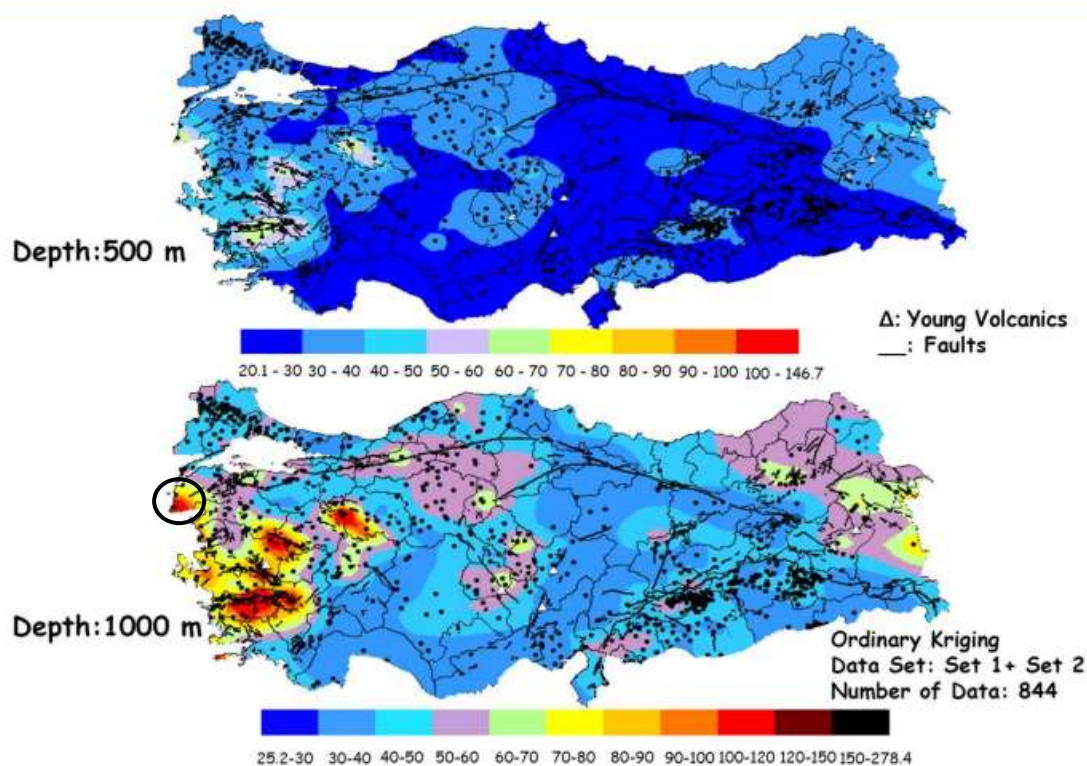 Depth:500 m
Δ: Young Volcanics
__: Faults
20.1 - 30 30 - 40 40 - 50 50 - 60 60 - 70 70 - 80 80 - 90 90 - 100 100 - 146.7
Depth:1000 m
Ordinary Kriging
Data Set: Set 1+ Set 2
Number of Data: 844
25.2-30 30-40 40-50 50-60 60-70 70-80 80-90 90-100 100-120 120-150 150-278.4